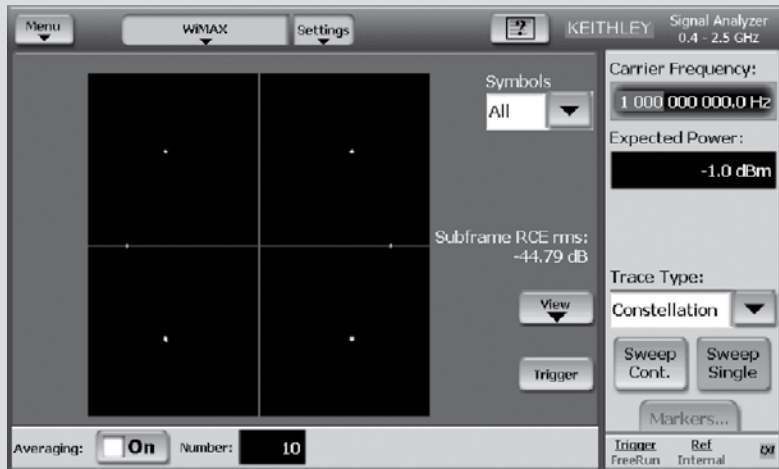 Menu
WiMAX
Settings
?
KEITHLEY
Signal Analyzer
0.4 - 2.5 GHz
Symbols
All
Subframe RCE rms:
-44.79 dB
View
Trigger
Carrier Frequency:
1 000 000 000.0 Hz
Expected Power:
-1.0 dBm
Trace Type:
Constellation
Sweep Cont.
Sweep Single
Markers...
Averaging:
On
Number:
10
Trigger
FreeRun
Ref
Internal